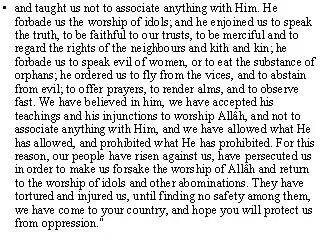 • and taught us not to associate anything with Him. He
forbade us the worship of idols; and he enjoined us to speak
the truth, to be faithful to our trusts, to be merciful and to
regard the rights of the neighbours and kith and kin; he
forbade us to speak evil of women, or to eat the substance of
orphans; he ordered us to fly from the vices, and to abstain
from evil; to offer prayers, to render alms, and to observe
fast. We have believed in him, we have accepted his
teachings and his injunctions to worship Allâh, and not to
associate anything with Him, and we have allowed what He
has allowed, and prohibited what He has prohibited. For this
reason, our people have risen against us, have persecuted us
in order to make us forsake the worship of Allâh and return
to the worship of idols and other abominations. They have
tortured and injured us, until finding no safety among them,
we have come to your country, and hope you will protect us
from oppression."